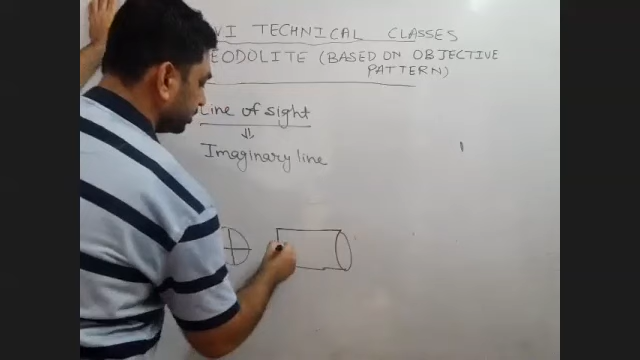 VI TECHNICAL CLASSES
EODOLITE (BASED ON OBJECTIVE
PATTERN)
Line of sight
Imaginary line